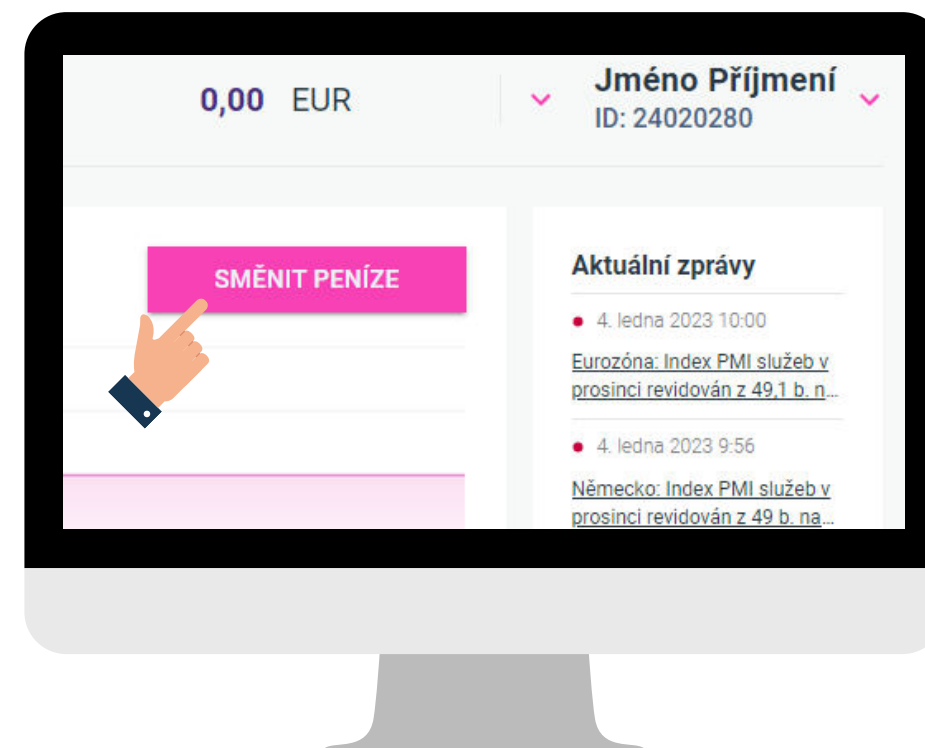 0,00 EUR
Jméno Příjmení
ID: 24020280
SMĚNIT PENÍZE
Aktuální zprávy
4. ledna 2023 10:00
Eurozóna: Index PMI služeb v
prosinci revidován z 49,1 b. n...
4. ledna 2023 9:56
Německo: Index PMI služeb v
prosinci revidován z 49 b. na...